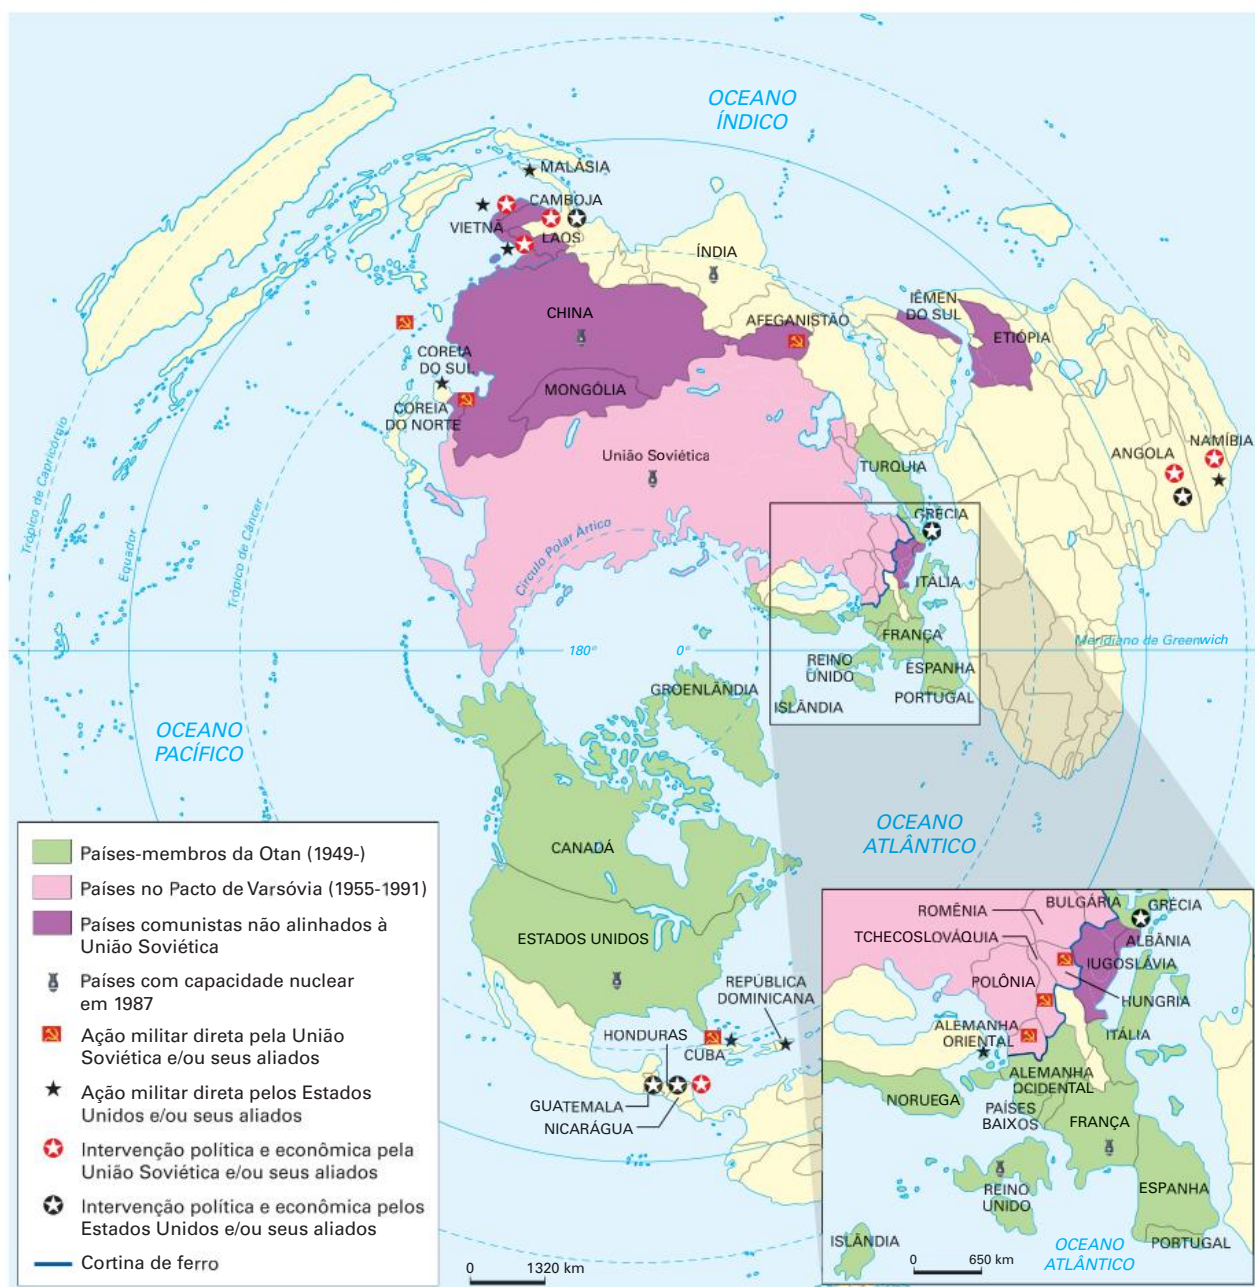 OCEANO
ÍNDICO
MALÁSIA
CAMBOJA
VIETNÃ
LAOS
ÍNDIA
IÊMEN
DO SUL
CHINA
AFEGANISTÃO
ETIÓPIA
COREIA
DO SUL
MONGÓLIA
COREIA
DO NORTE
NAMÍBIA
ANGOLA
União Soviética
TURQUIA
Trópico de Capricórnio
Equador
Trópico de Câncer
Círculo Polar Ártico
GRÉCIA
ITÁLIA
FRANÇA
Meridiano de Greenwich
180°
0°
REINO
UNIDO
ESPANHA
PORTUGAL
GROENLÂNDIA
ISLÂNDIA
OCEANO
PACÍFICO
OCEANO
ATLÂNTICO
CANADÁ
ESTADOS UNIDOS
REPÚBLICA
DOMINICANA
HONDURAS
CUBA
GUATEMALA
NICARÁGUA
Países-membros da Otan (1949-)
Países no Pacto de Varsóvia (1955-1991)
Países comunistas não alinhados à
União Soviética
Países com capacidade nuclear
em 1987
Ação militar direta pela União
Soviética e/ou seus aliados
Ação militar direta pelos Estados
Unidos e/ou seus aliados
Intervenção política e econômica pela
União Soviética e/ou seus aliados
Intervenção política e econômica pelos
Estados Unidos e/ou seus aliados
Cortina de ferro
0 1320 km
BULGÁRIA
GRÉCIA
ROMÊNIA
TCHECOSLOVÁQUIA
ALBÂNIA
IUGOSLÁVIA
POLÔNIA
HUNGRIA
ALEMANHA
ORIENTAL
ITÁLIA
ALEMANHA
OCIDENTAL
NORUEGA
PAÍSES
BAIXOS
FRANÇA
REINO
UNIDO
ESPANHA
ISLÂNDIA
PORTUGAL
OCEANO
ATLÂNTICO
0 650 km